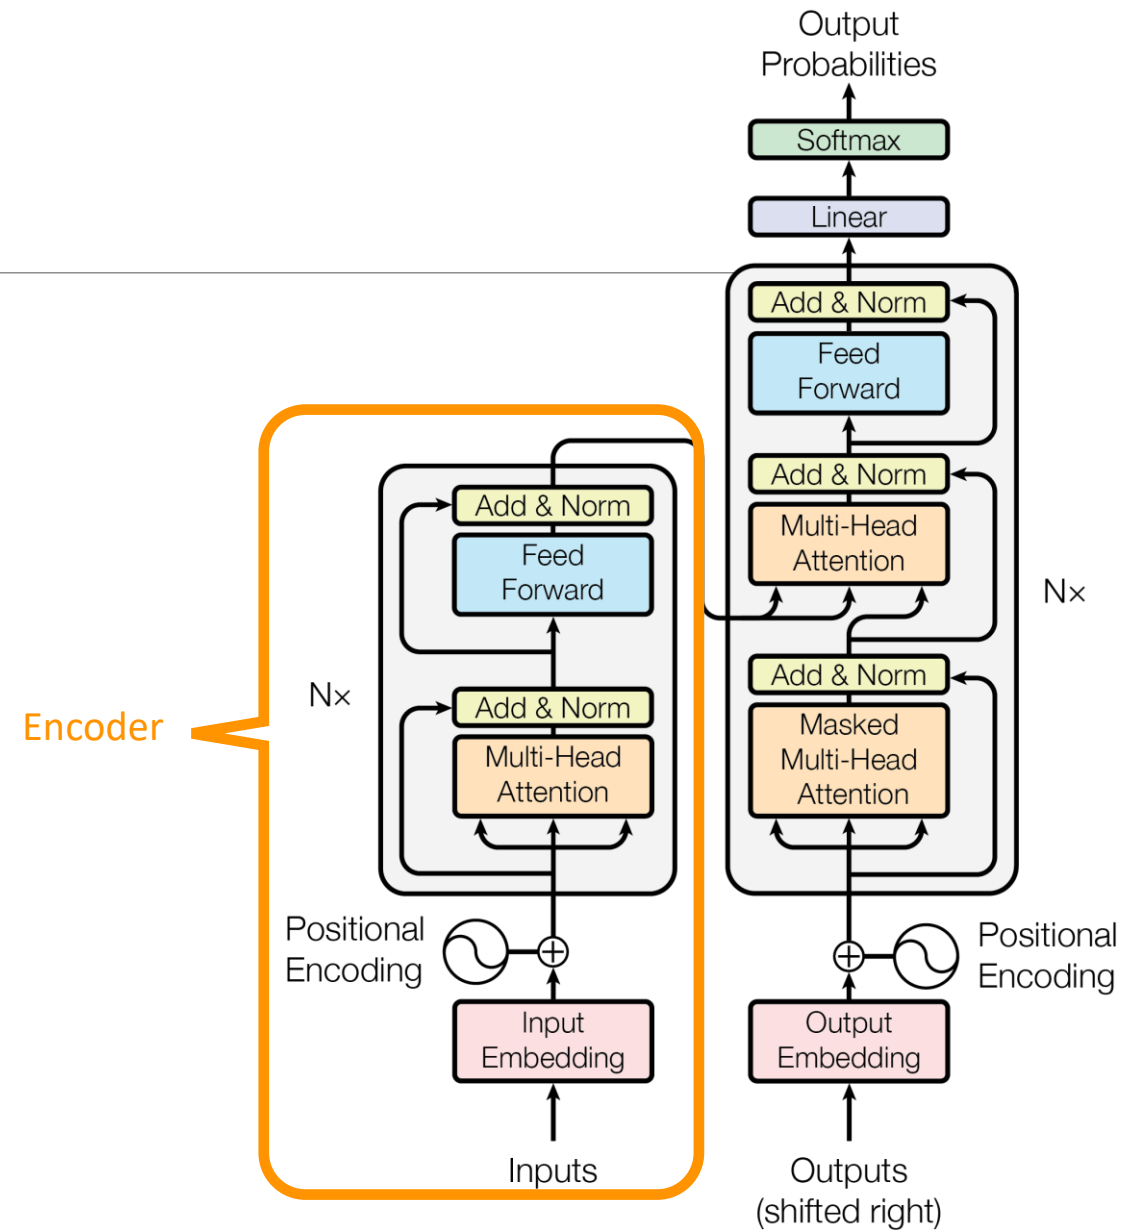 Output
Probabilities
Softmax
Linear
Add & Norm
Feed
Forward
Add & Norm
Multi-Head
Attention
Add & Norm
Masked
Multi-Head
Attention
N×
Positional
Encoding
Output
Embedding
Outputs
(shifted right)
Add & Norm
Feed
Forward
Add & Norm
Multi-Head
Attention
N×
Encoder
Positional
Encoding
Input
Embedding
Inputs